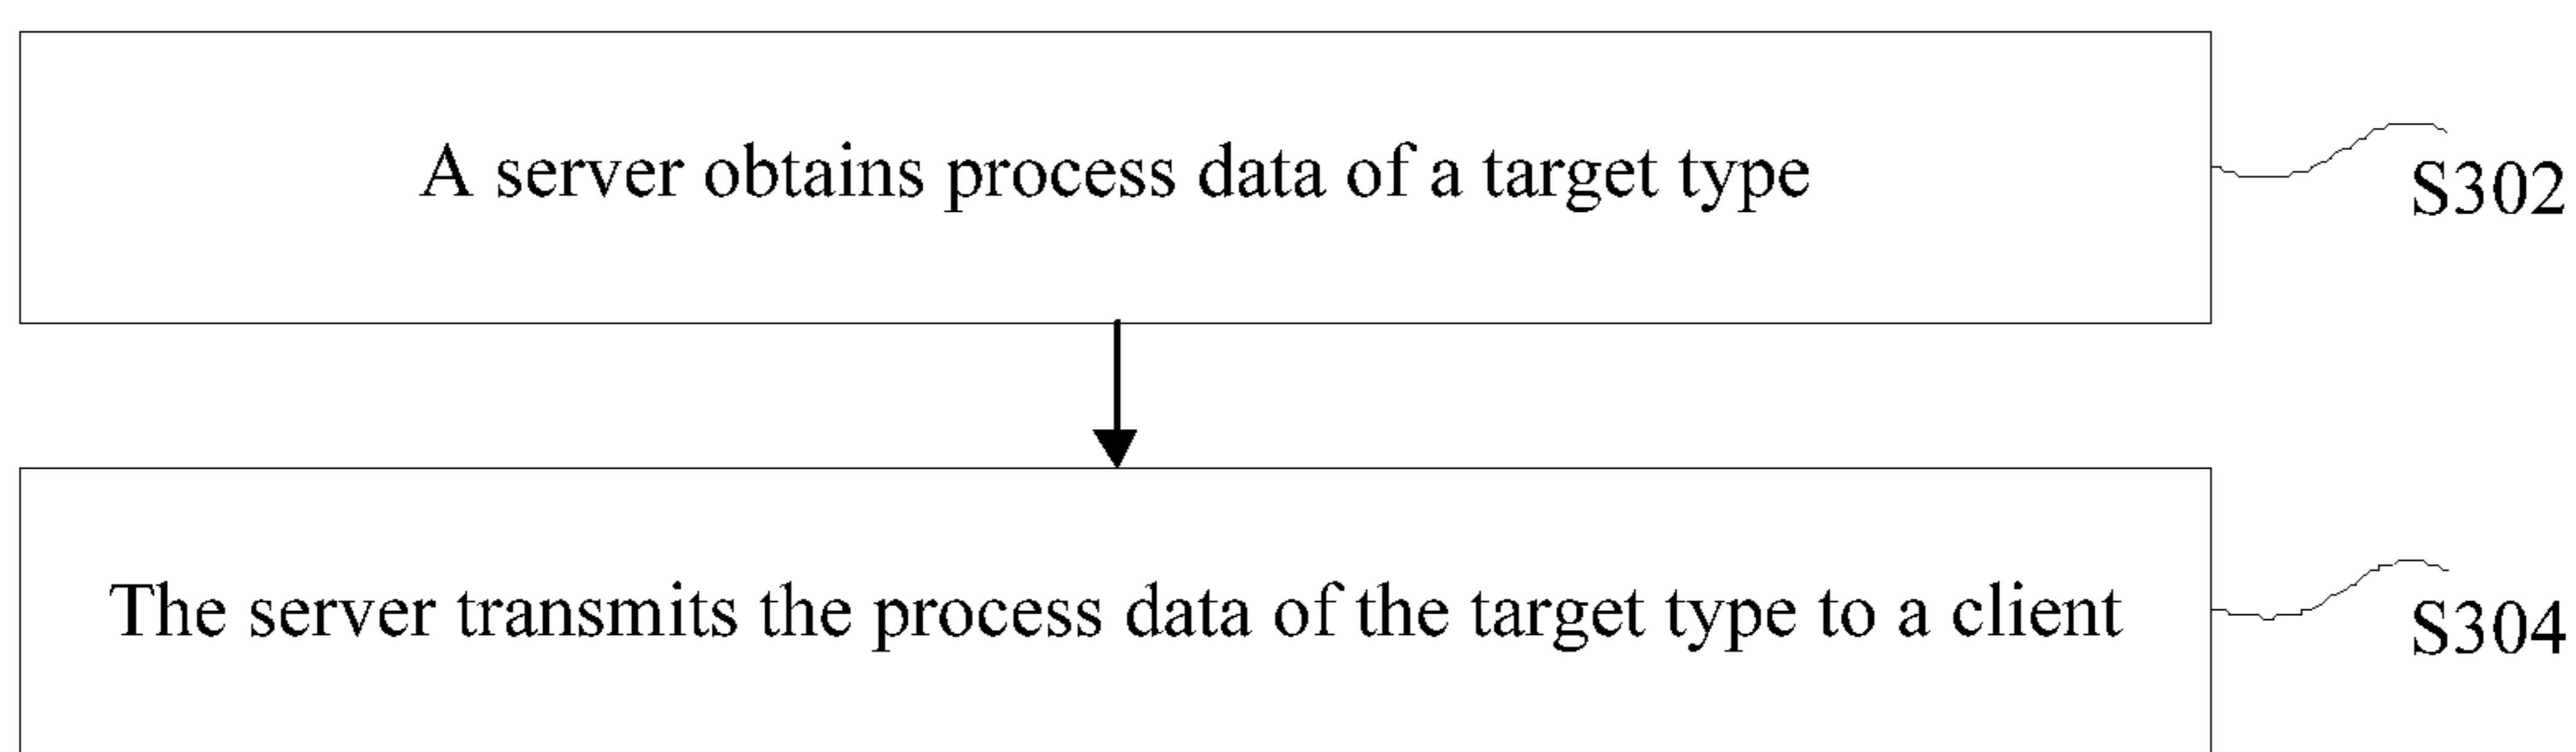 A server obtains process data of a target type
S302
The server transmits the process data of the target type to a client
S304